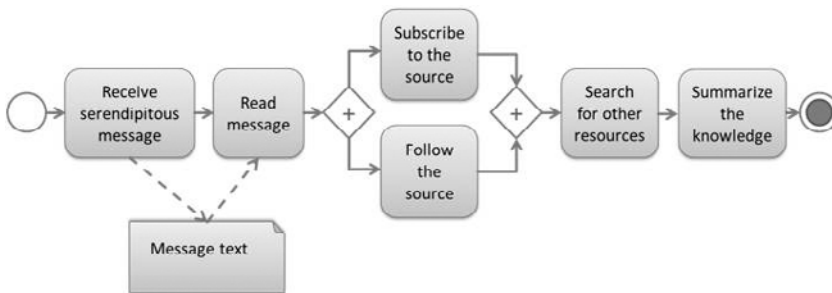 Receive
serendipitous
message
Read
message
+
Subscribe
to the
source
Follow
the
source
+
Search
for other
resources
Summarize
the
knowledge
Message text